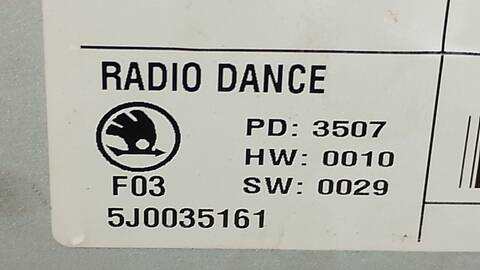 RADIO DANCE
PD: 3507
HW: 0010
F03 SW: 0029
5J0035161